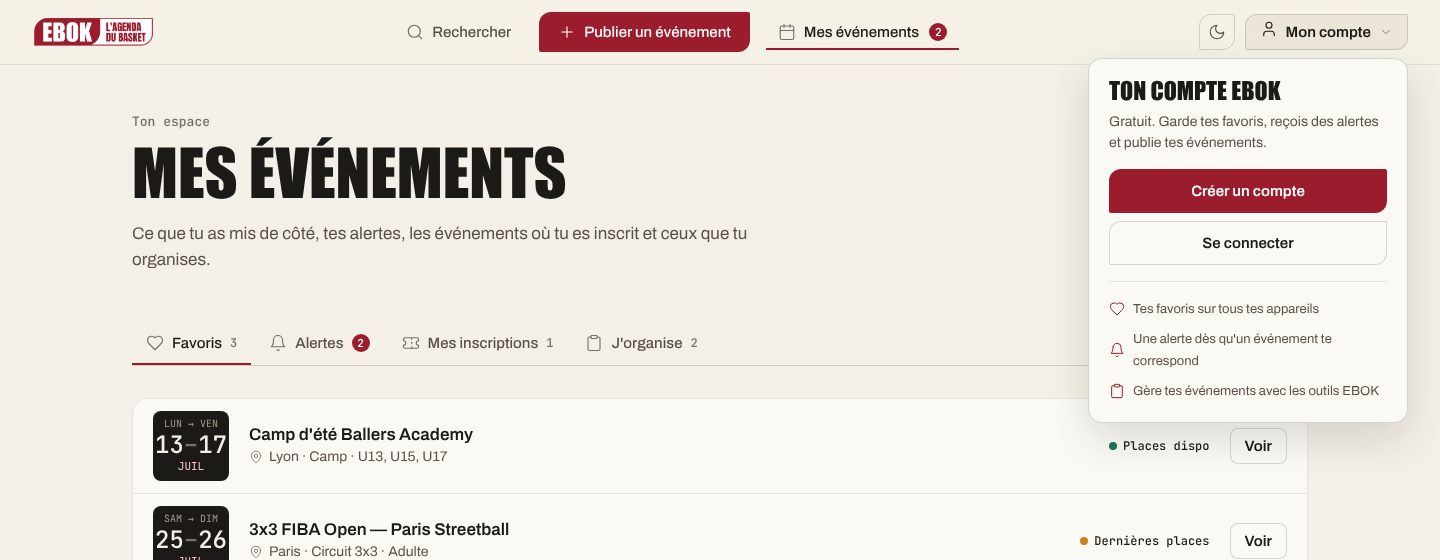 EBOK L'AGENDA DU BASKET
Rechercher
Publier un événement
Mes événements 2
Mon compte
TON COMPTE EBOK
Gratuit. Garde tes favoris, reçois des alertes
et publie tes événements.
Créer un compte
Se connecter
Tes favoris sur tous tes appareils
Une alerte dès qu'un événement te
correspond
Gère tes événements avec les outils EBOK
Ton espace
MES ÉVÉNEMENTS
Ce que tu as mis de côté, tes alertes, les événements où tu es inscrit et ceux que tu
organises.
Favoris 3
Alertes 2
Mes inscriptions 1
J'organise 2
LUN → VEN
13–17
JUIL
Camp d'été Ballers Academy
Lyon · Camp · U13, U15, U17
Places dispo
Voir
SAM → DIM
25–26
JUIL
3x3 FIBA Open — Paris Streetball
Paris · Circuit 3x3 · Adulte
Dernières places
Voir